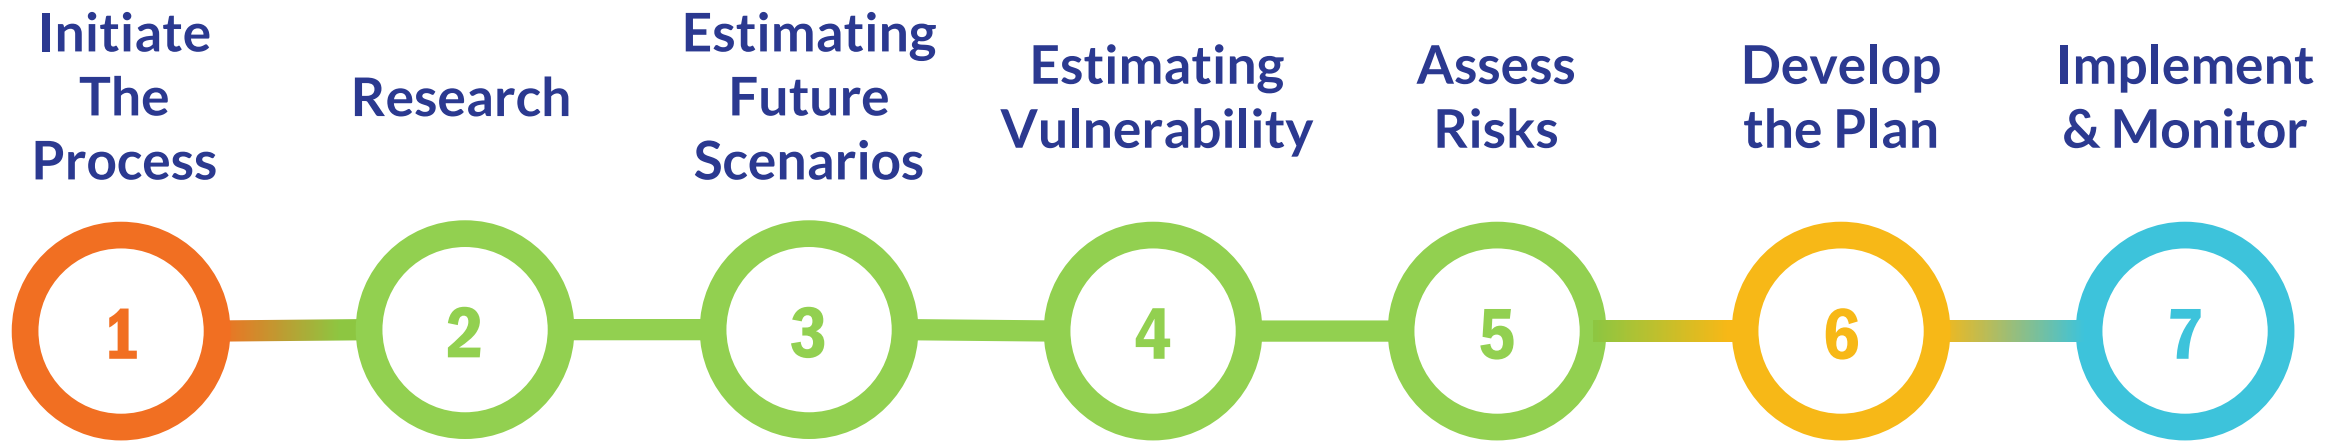 Initiate
The
Process
Research
Estimating
Future
Scenarios
Estimating
Vulnerability
Assess
Risks
Develop
the Plan
Implement
& Monitor
1
2
3
4
5
6
7